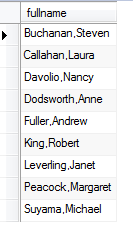 fullname
Buchanan,Steven
Callahan,Laura
Davolio,Nancy
Dodsworth,Anne
Fuller,Andrew
King,Robert
Leverling,Janet
Peacock,Margaret
Suyama,Michael